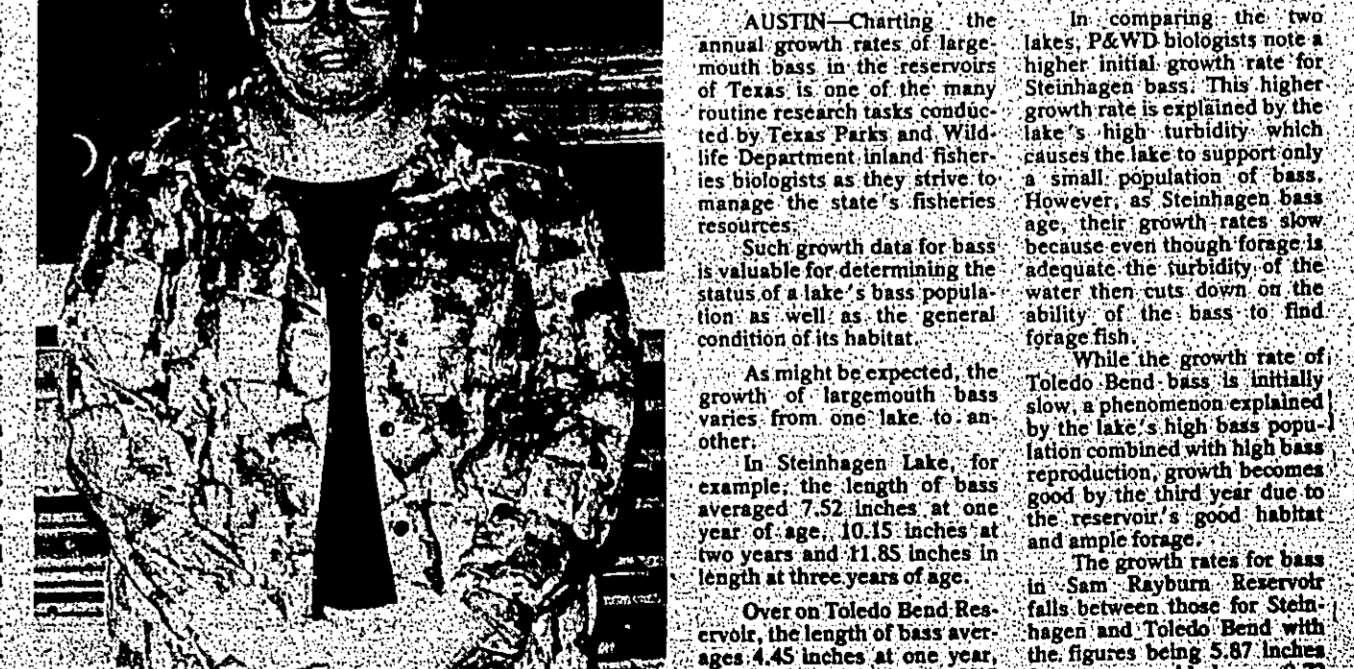 AUSTIN—Charting the
annual growth rates of large-
mouth bass in the reservoirs
of Texas is one of the many
routine research tasks conduc-
ted by Texas Parks and Wild-
life Department inland fisher-
ies biologists as they strive to
manage the state's fisheries
resources.
Such growth data for bass
is valuable for determining the
status of a lake's bass popula-
tion as well as the general
condition of its habitat.
As might be expected, the
growth of largemouth bass
varies from one lake to an-
other.
In Steinhagen Lake, for
example, the length of bass
averaged 7.52 inches at one
year of age, 10.15 inches at
two years and 11.85 inches in
length at three years of age.
Over on Toledo Bend Res-
ervoir, the length of bass aver-
ages 4.45 inches at one year,
In comparing the two
lakes, P&WD biologists note a
higher initial growth rate for
Steinhagen bass. This higher
growth rate is explained by the
lake's high turbidity which
causes the lake to support only
a small population of bass.
However, as Steinhagen bass
age, their growth rates slow
because even though forage is
adequate the turbidity of the
water then cuts down on the
ability of the bass to find
forage fish.
While the growth rate of
Toledo Bend bass is initially
slow, a phenomenon explained
by the lake's high bass popu-
lation combined with high bass
reproduction, growth becomes
good by the third year due to
the reservoir's good habitat
and ample forage.
The growth rates for bass
in Sam Rayburn Reservoir
falls between those for Stein-
hagen and Toledo Bend with
the figures being 5.87 inches